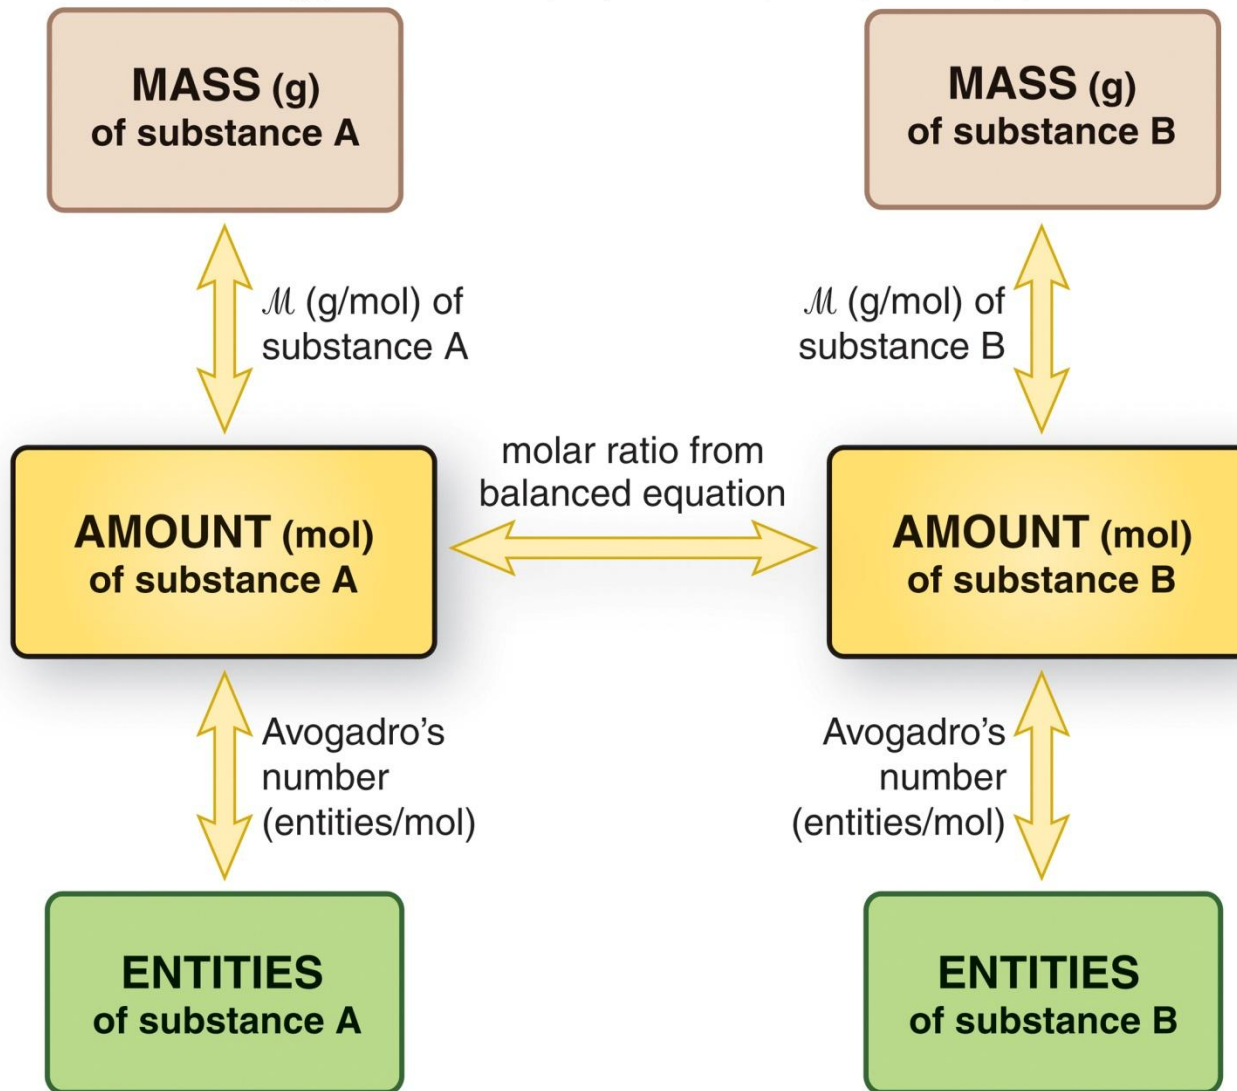 MASS (g)
of substance A
MASS (g)
of substance B
ℳ (g/mol) of
substance A
ℳ (g/mol) of
substance B
molar ratio from
balanced equation
AMOUNT (mol)
of substance A
AMOUNT (mol)
of substance B
Avogadro’s
number
(entities/mol)
Avogadro’s
number
(entities/mol)
ENTITIES
of substance A
ENTITIES
of substance B